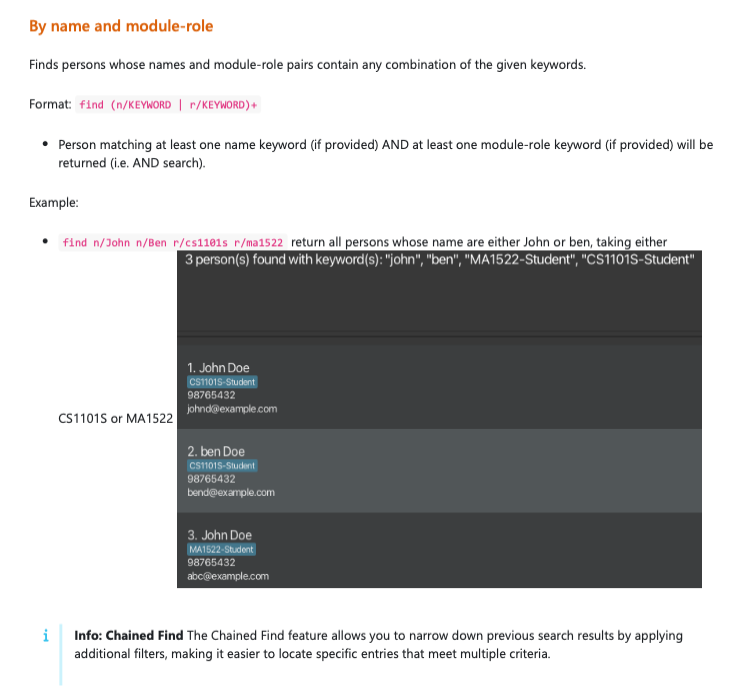 By name and module-role
Finds persons whose names and module-role pairs contain any combination of the given keywords.
Format: find (n/KEYWORD | r/KEYWORD)+
• Person matching at least one name keyword (if provided) AND at least one module-role keyword (if provided) will be
returned (i.e. AND search).
Example:
• find n/John n/Ben r/cs1101s r/ma1522 return all persons whose name are either John or ben, taking either
3 person(s) found with keyword(s): "john", "ben", "MA1522-Student", "CS1101S-Student"
1. John Doe
CS1101S-Student
98765432
johnd@example.com
CS1101S or MA1522
2. ben Doe
CS1101S-Student
98765432
bend@example.com
3. John Doe
MA1522-Student
98765432
abc@example.com
i Info: Chained Find The Chained Find feature allows you to narrow down previous search results by applying
additional filters, making it easier to locate specific entries that meet multiple criteria.